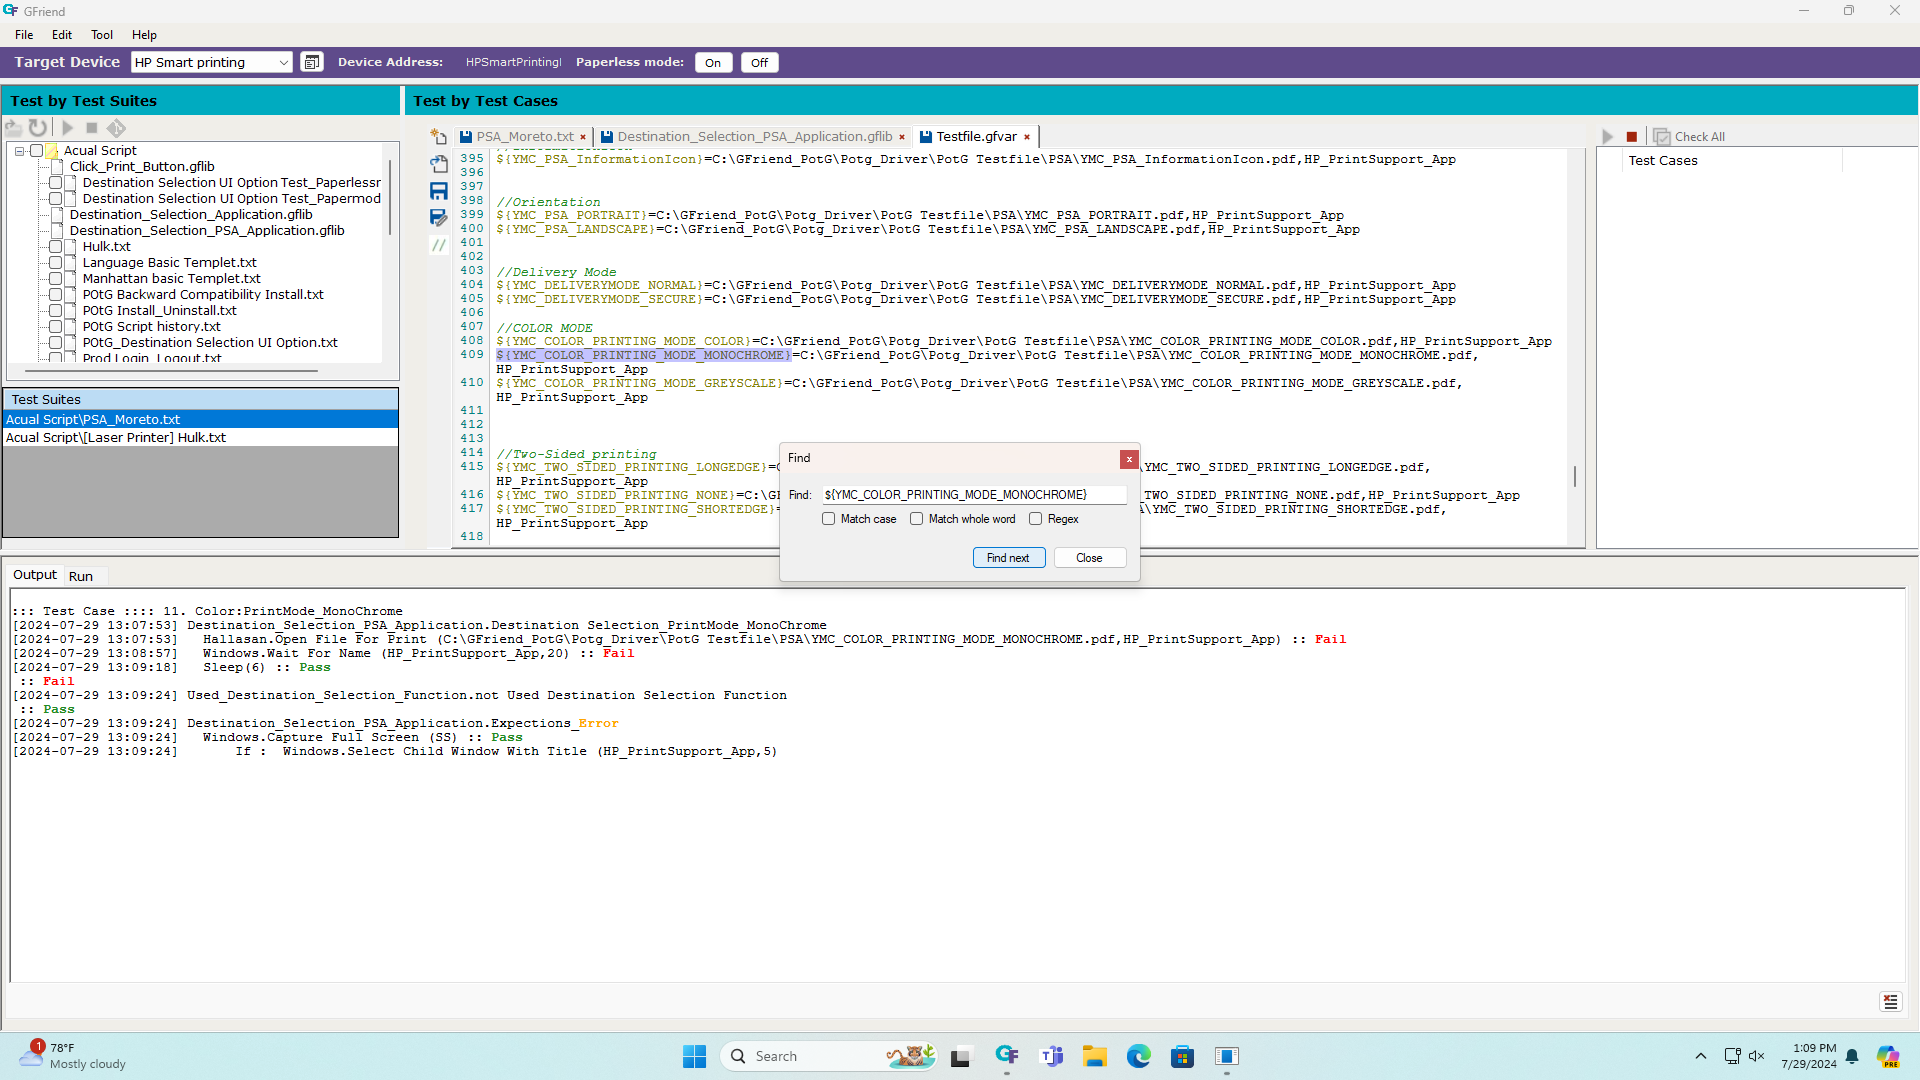 GFriend
File Edit Tool Help
Target Device HP Smart printing Device Address: HPSmartPrintingI Paperless mode: On Off
Test by Test Suites
Test by Test Cases
Acual Script
Click_Print_Button.gflib
Destination Selection UI Option Test_Paperlessr
Destination Selection UI Option Test_Papermod
Destination_Selection_Application.gflib
Destination_Selection_PSA_Application.gflib
Hulk.txt
Language Basic Templet.txt
Manhattan basic Templet.txt
POtG Backward Compatibility Install.txt
POtG Install_Uninstall.txt
POtG Script history.txt
POtG_Destination Selection UI Option.txt
Prod Login_Logout.txt
Test Suites
Acual Script\PSA_Moreto.txt
Acual Script\[Laser Printer] Hulk.txt
PSA_Moreto.txt × Destination_Selection_PSA_Application.gflib × Testfile.gfvar ×
395 ${YMC_PSA_InformationIcon}=C:\GFriend_PotG\Potg_Driver\PotG Testfile\PSA\YMC_PSA_InformationIcon.pdf,HP_PrintSupport_App
396
397
398 //Orientation
399 ${YMC_PSA_PORTRAIT}=C:\GFriend_PotG\Potg_Driver\PotG Testfile\PSA\YMC_PSA_PORTRAIT.pdf,HP_PrintSupport_App
400 ${YMC_PSA_LANDSCAPE}=C:\GFriend_PotG\Potg_Driver\PotG Testfile\PSA\YMC_PSA_LANDSCAPE.pdf,HP_PrintSupport_App
401
402
403 //Delivery Mode
404 ${YMC_DELIVERYMODE_NORMAL}=C:\GFriend_PotG\Potg_Driver\PotG Testfile\PSA\YMC_DELIVERYMODE_NORMAL.pdf,HP_PrintSupport_App
405 ${YMC_DELIVERYMODE_SECURE}=C:\GFriend_PotG\Potg_Driver\PotG Testfile\PSA\YMC_DELIVERYMODE_SECURE.pdf,HP_PrintSupport_App
406
407 //COLOR MODE
408 ${YMC_COLOR_PRINTING_MODE_COLOR}=C:\GFriend_PotG\Potg_Driver\PotG Testfile\PSA\YMC_COLOR_PRINTING_MODE_COLOR.pdf,HP_PrintSupport_App
409 ${YMC_COLOR_PRINTING_MODE_MONOCHROME}=C:\GFriend_PotG\Potg_Driver\PotG Testfile\PSA\YMC_COLOR_PRINTING_MODE_MONOCHROME.pdf,
HP_PrintSupport_App
410 ${YMC_COLOR_PRINTING_MODE_GREYSCALE}=C:\GFriend_PotG\Potg_Driver\PotG Testfile\PSA\YMC_COLOR_PRINTING_MODE_GREYSCALE.pdf,
HP_PrintSupport_App
411
412
413
414 //Two-Sided_printing
415 ${YMC_TWO_SIDED_PRINTING_LONGEDGE}= \YMC_TWO_SIDED_PRINTING_LONGEDGE.pdf,
HP_PrintSupport_App
416 ${YMC_TWO_SIDED_PRINTING_NONE}=C:\G TWO_SIDED_PRINTING_NONE.pdf,HP_PrintSupport_App
417 ${YMC_TWO_SIDED_PRINTING_SHORTEDGE}= \YMC_TWO_SIDED_PRINTING_SHORTEDGE.pdf,
HP_PrintSupport_App
418
Check All
Test Cases
Find
Find: ${YMC_COLOR_PRINTING_MODE_MONOCHROME}
Match case Match whole word Regex
Find next Close
Output Run
::: Test Case :::: 11. Color:PrintMode_MonoChrome
[2024-07-29 13:07:53] Destination_Selection_PSA_Application.Destination Selection_PrintMode_MonoChrome
[2024-07-29 13:07:53] Hallasan.Open File For Print (C:\GFriend_PotG\Potg_Driver\PotG Testfile\PSA\YMC_COLOR_PRINTING_MODE_MONOCHROME.pdf,HP_PrintSupport_App) :: Fail
[2024-07-29 13:08:57] Windows.Wait For Name (HP_PrintSupport_App,20) :: Fail
[2024-07-29 13:09:18] Sleep(6) :: Pass
:: Fail
[2024-07-29 13:09:24] Used_Destination_Selection_Function.not Used Destination Selection Function
:: Pass
[2024-07-29 13:09:24] Destination_Selection_PSA_Application.Expections_Error
[2024-07-29 13:09:24] Windows.Capture Full Screen (SS) :: Pass
[2024-07-29 13:09:24] If : Windows.Select Child Window With Title (HP_PrintSupport_App,5)
1
78°F
Mostly cloudy
Search
1:09 PM
7/29/2024
PRE